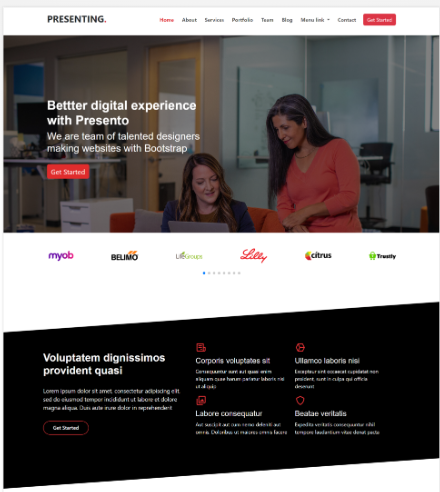 PRESENTING.
Home About Services Portfolio Team Blog Menu link Contact Get Started
Bettter digital experience
with Presento
We are team of talented designers
making websites with Bootstrap
Get Started
myob BELIMO LifeGroups Lilly citrus Trustly
Voluptatem dignissimos
provident quasi
Lorem ipsum dolor sit amet, consectetur adipiscing elit,
sed do eiusmod tempor incididunt ut labore et dolore
magna aliqua. Duis aute irure dolor in reprehenderit
Get Started
Corporis voluptates sit
Consequuntur sunt aut quasi enim
aliquam quae harum pariatur laboris nisi
ut aliquip
Ullamco laboris nisi
Excepteur sint occaecat cupidatat non
proident, sunt in culpa qui officia
deserunt
Labore consequatur
Aut suscipit aut cum nemo deleniti aut
omnis. Doloribus ut maiores omnis facere
Beatae veritatis
Expedita veritatis consequuntur nihil
tempore laudantium vitae denat pacta